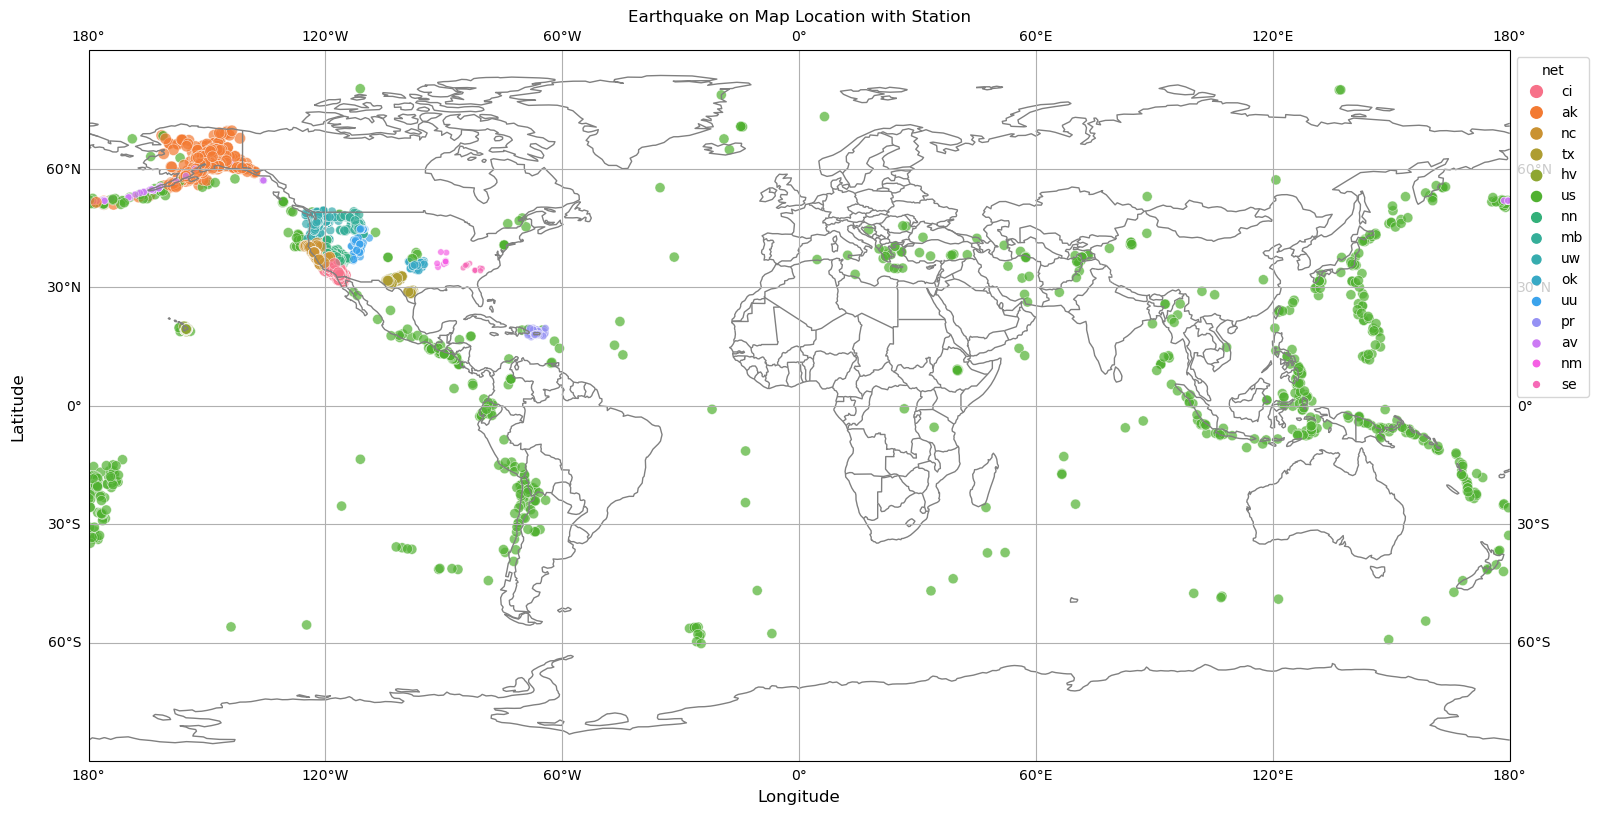 Earthquake on Map Location with Station
180° 120°W 60°W 0° 60°E 120°E 180°
net
ci
ak
nc
tx
hv
us
nn
mb
uw
ok
uu
pr
av
nm
se
60°N 60°N
30°N 30°N
0° 0°
30°S 30°S
60°S 60°S
Latitude
180° 120°W 60°W 0° 60°E 120°E 180°
Longitude